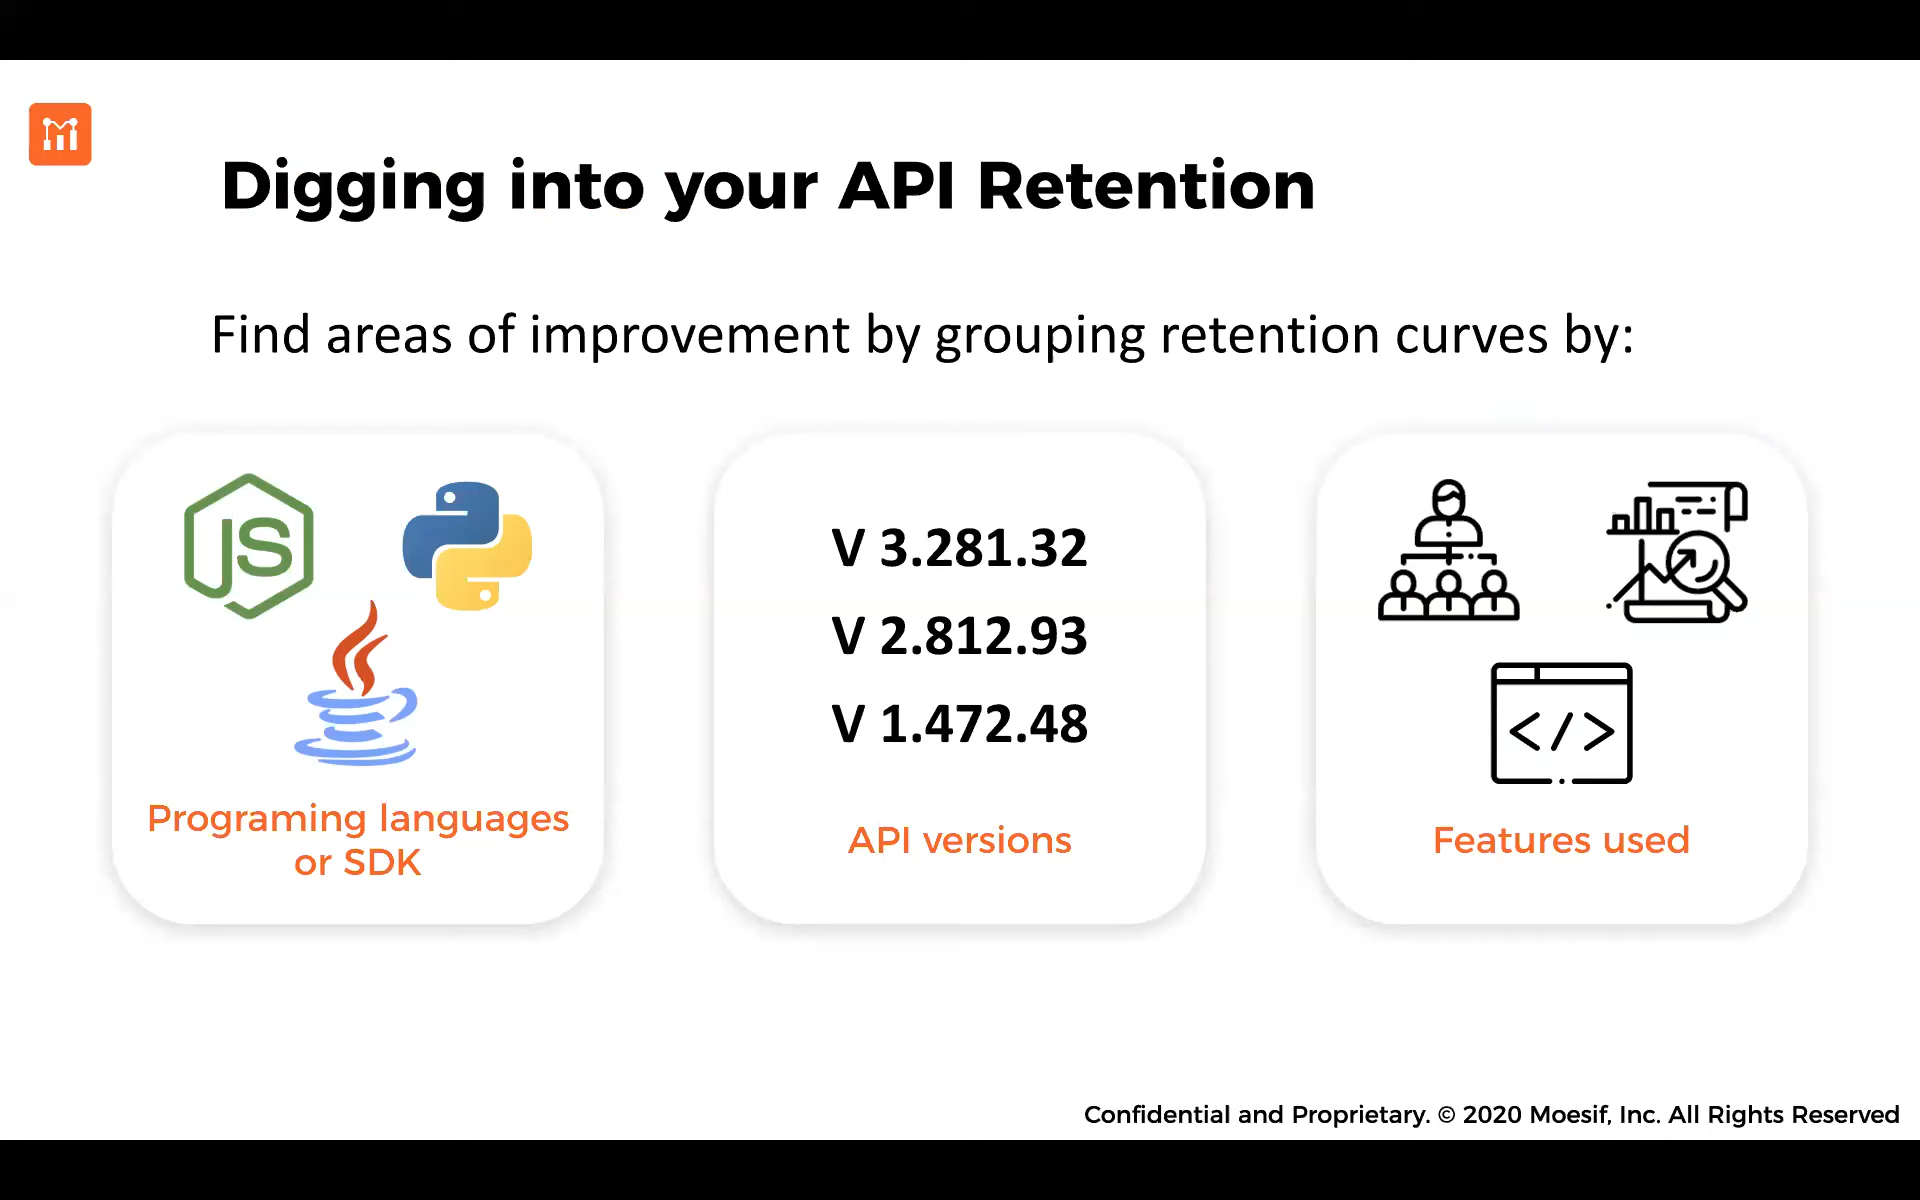 Digging into your API Retention
Find areas of improvement by grouping retention curves by:
JS
Programing languages
or SDK
V 3.281.32
V 2.812.93
V 1.472.48
API versions
</>
Features used
Confidential and Proprietary. © 2020 Moesif, Inc. All Rights Reserved